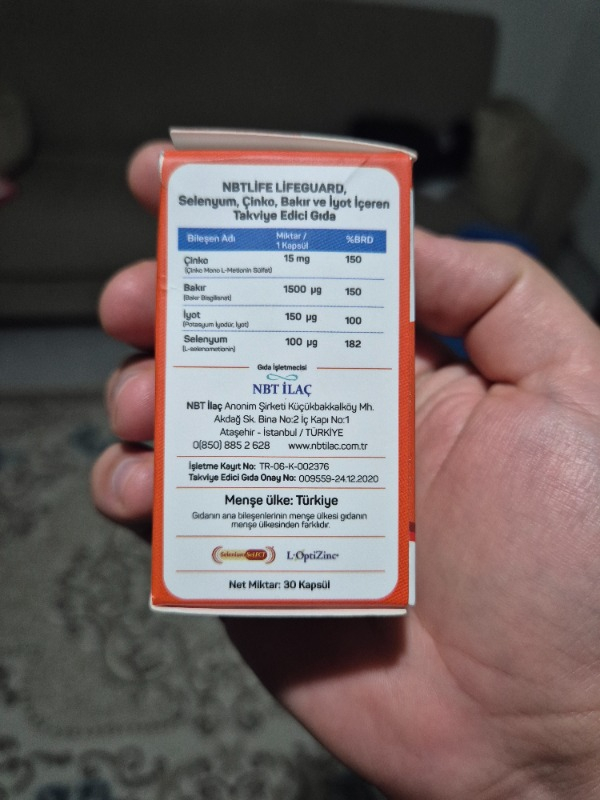 NBTLIFE LIFEGUARD,
Selenyum, Çinko, Bakır ve İyot İçeren
Takviye Edici Gıda
Bileşen Adı Miktar / 1 Kapsül %BRD
Çinko 15 mg 150
(Çinko Mono L-Metionin Sülfat)
Bakır 1500 µg 150
(Bakır Bisglisinat)
İyot 150 µg 100
(Potasyum İyodür, İyot)
Selenyum 100 µg 182
(L-selenometionin)
Gıda İşletmecisi
NBT İLAÇ
NBT İlaç Anonim Şirketi Küçükbakkalköy Mh.
Akdağ Sk. Bina No:2 İç Kapı No:1
Ataşehir - İstanbul / TÜRKİYE
0(850) 885 2 628 www.nbtilac.com.tr
İşletme Kayıt No: TR-06-K-002376
Takviye Edici Gıda Onay No: 009559-24.12.2020
Menşe ülke: Türkiye
Gıdanın ana bileşenlerinin menşe ülkesi gıdanın
menşe ülkesinden farklıdır.
SeleniumSeLECT L-OptiZinc®
Net Miktar: 30 Kapsül